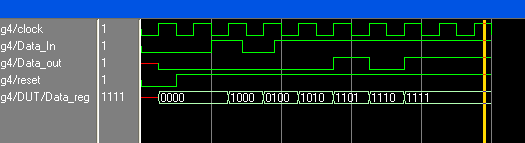 g4/clock 1
g4/Data_In 1
g4/Data_out 1
g4/reset 1
g4/DUT/Data_reg 1111 0000 1000 0100 1010 1101 1110 1111